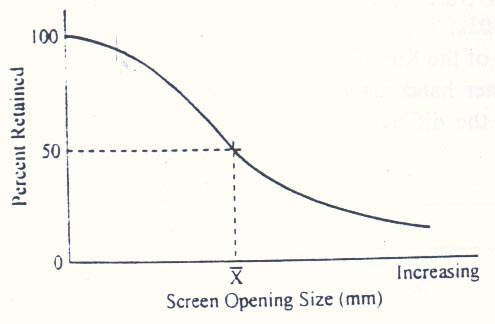 100
Percent Retained
50
0
X̄
Increasing
Screen Opening Size (mm)